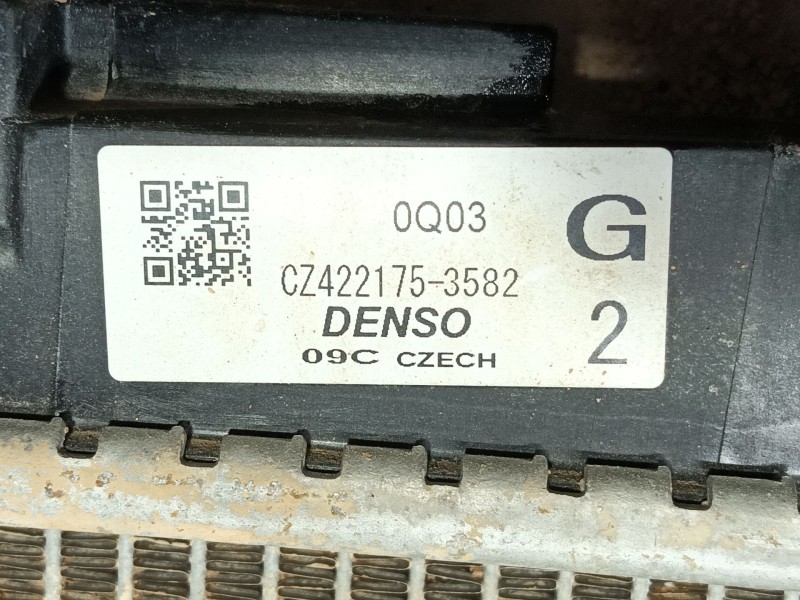 0Q03
G
CZ422175-3582
DENSO
2
09C CZECH